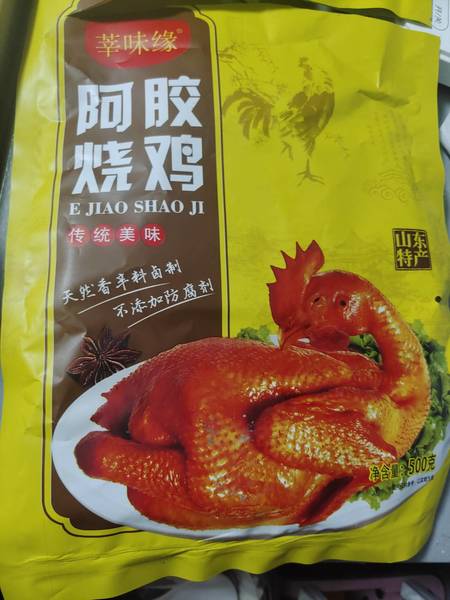 莘味缘
阿胶
烧鸡
E JIAO SHAO JI
传统美味
天然香辛料卤制
不添加防腐剂
山东
特产
净含量:500克